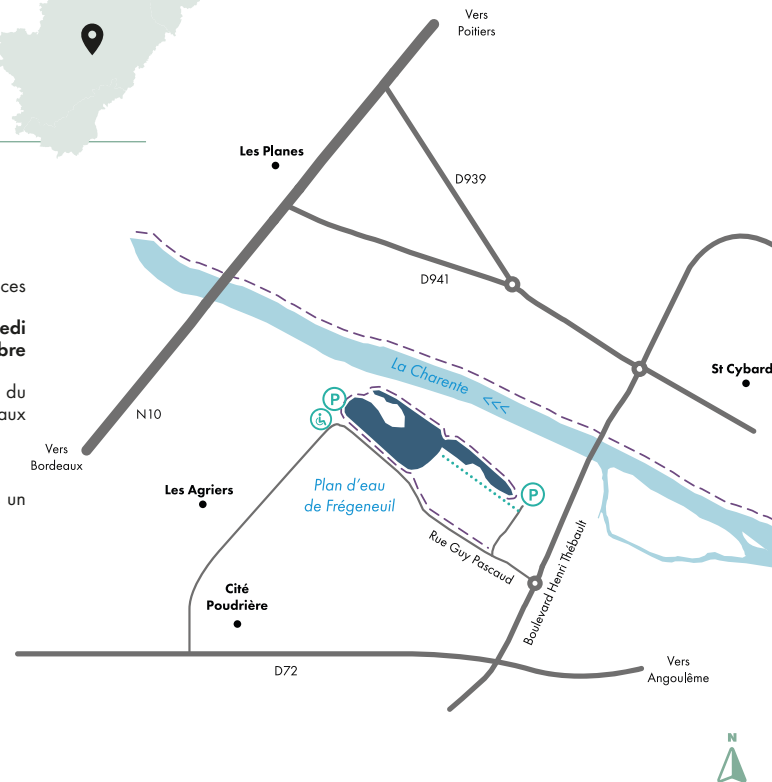 Vers
Poitiers
Les Planes
D939
D941
ces
edi
bre
du
aux
un
La Charente <<<
St Cybard
N10
P
Vers
Bordeaux
Les Agriers
Plan d’eau
de Frégeneuil
P
Rue Guy Pascaud
Boulevard Henri Thébault
Cité
Poudrière
D72
Vers
Angoulême
N